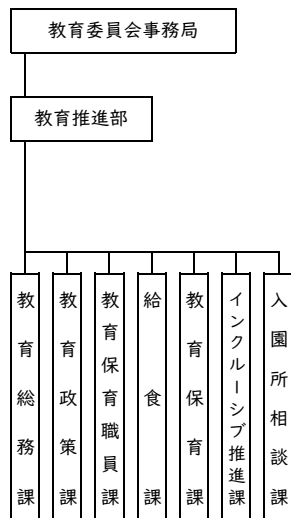 教育委員会事務局
教育推進部
教育総務課
教育政策課
教育保育職員課
給食課
教育保育課
インクルーシブ推進課
入園所相談課